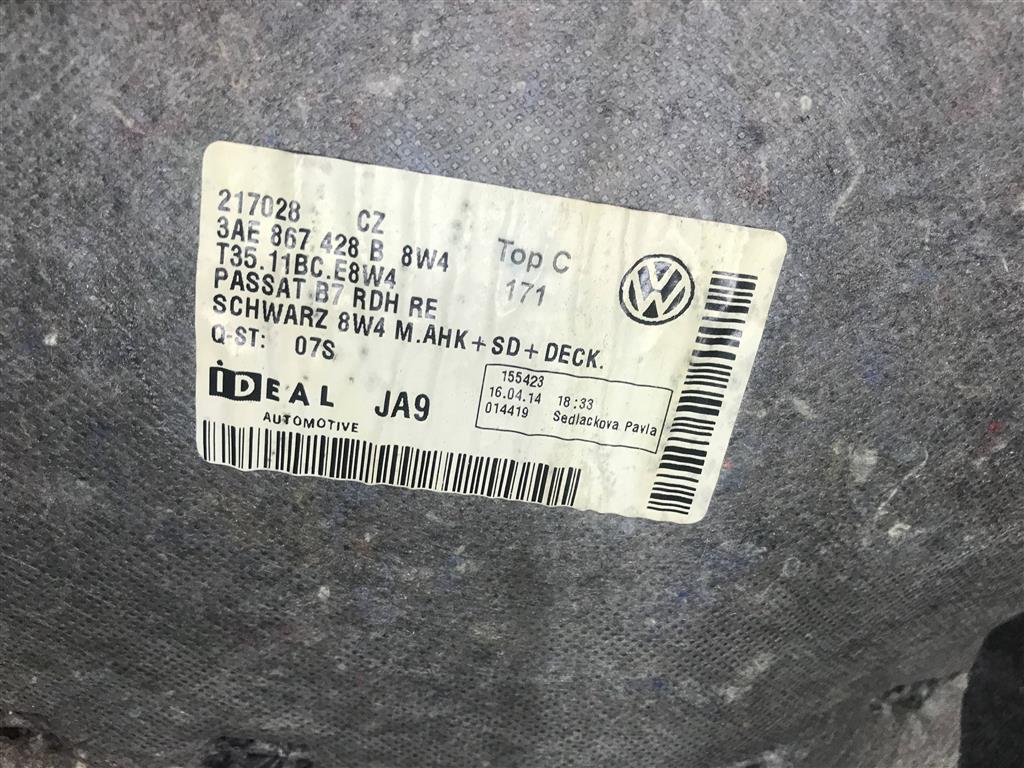 217028 CZ
3AE 867 428 B 8W4
T35.11BC.E8W4
PASSAT B7 RDH RE
SCHWARZ 8W4 M.AHK+SD+DECK.
Q-ST: 07S
Top C
171
VW
IDEAL JA9
AUTOMOTIVE
155423
16.04.14 18:33
014419 Sedlackova Pavla